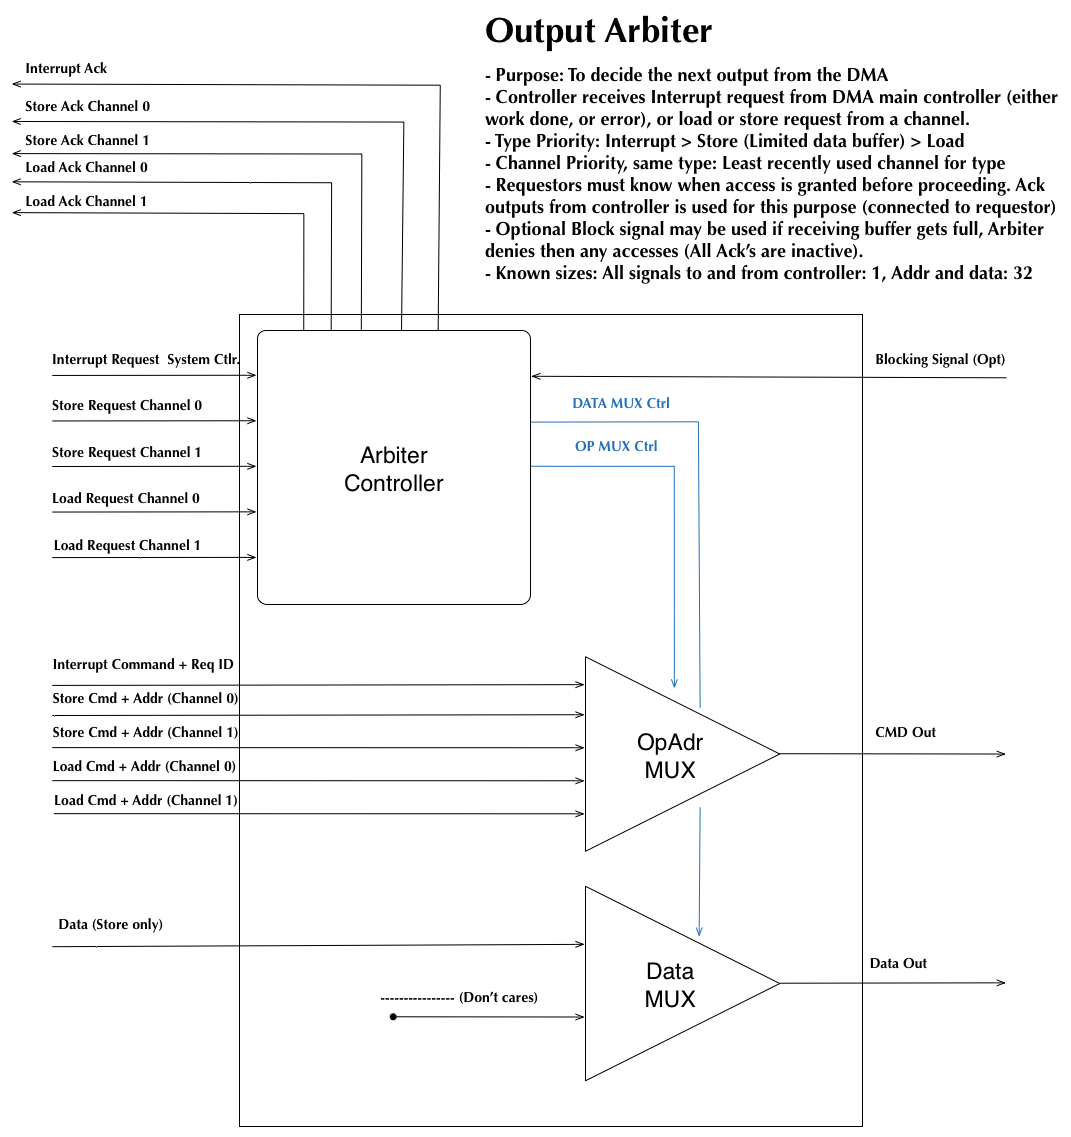 Output Arbiter
- Purpose: To decide the next output from the DMA
- Controller receives Interrupt request from DMA main controller (either
work done, or error), or load or store request from a channel.
- Type Priority: Interrupt > Store (Limited data buffer) > Load
- Channel Priority, same type: Least recently used channel for type
- Requestors must know when access is granted before proceeding. Ack
outputs from controller is used for this purpose (connected to requestor)
- Optional Block signal may be used if receiving buffer gets full, Arbiter
denies then any accesses (All Ack's are inactive).
- Known sizes: All signals to and from controller: 1, Addr and data: 32
Interrupt Ack
Store Ack Channel 0
Store Ack Channel 1
Load Ack Channel 0
Load Ack Channel 1
Interrupt Request  System Ctlr.
Store Request Channel 0
Store Request Channel 1
Load Request Channel 0
Load Request Channel 1
Arbiter
Controller
Blocking Signal (Opt)
DATA MUX Ctrl
OP MUX Ctrl
Interrupt Command + Req ID
Store Cmd + Addr (Channel 0)
Store Cmd + Addr (Channel 1)
Load Cmd + Addr (Channel 0)
Load Cmd + Addr (Channel 1)
OpAdr
MUX
CMD Out
Data (Store only)
---------------- (Don't cares)
Data
MUX
Data Out